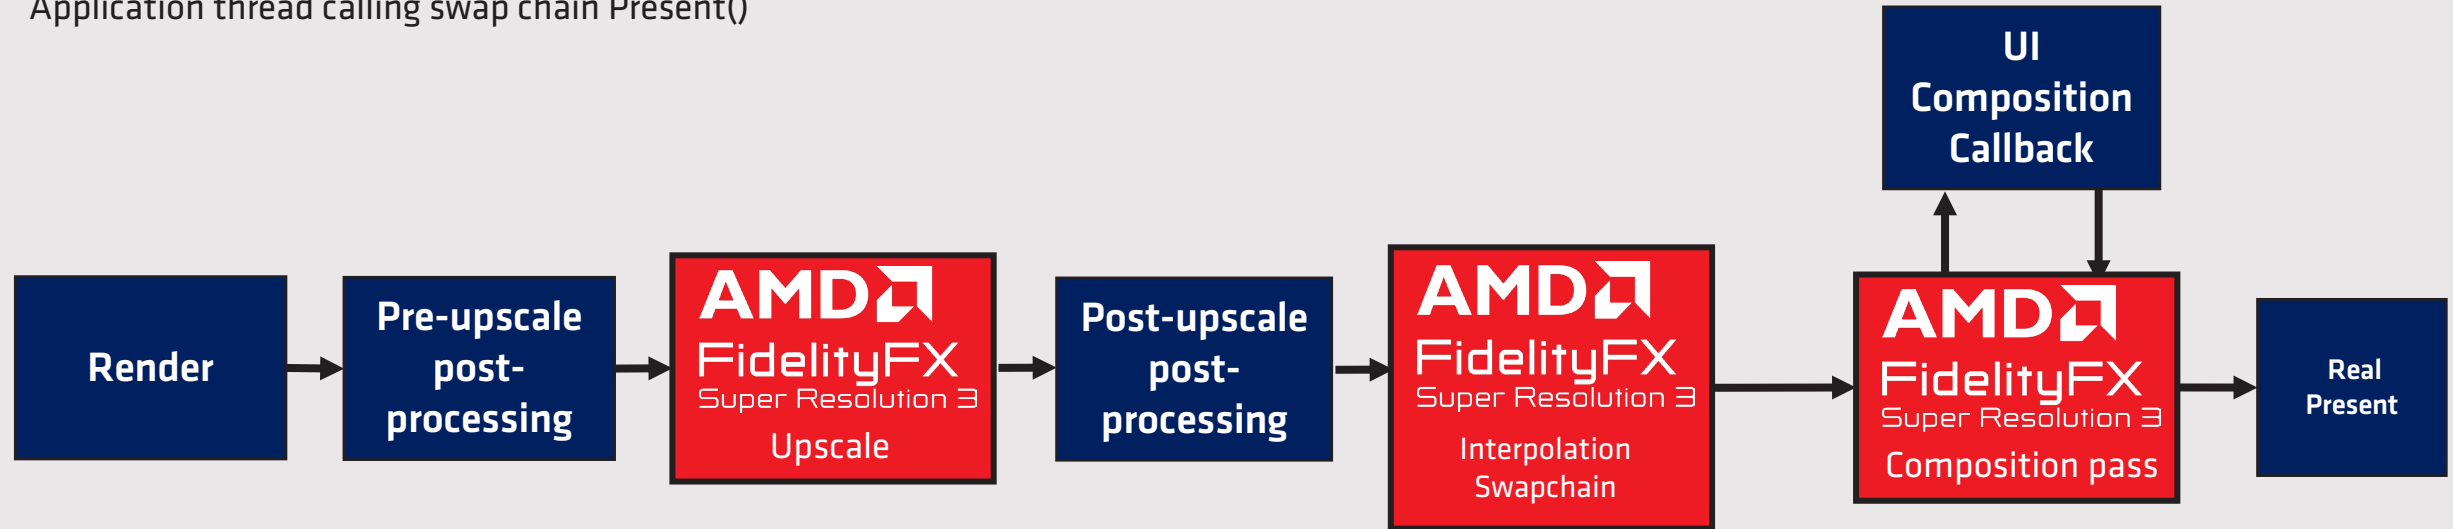 Application thread calling swap chain Present()
UI
Composition
Callback
Render
Pre-upscale
post-
processing
AMD
FidelityFX
Super Resolution 3
Upscale
Post-upscale
post-
processing
AMD
FidelityFX
Super Resolution 3
Interpolation
Swapchain
AMD
FidelityFX
Super Resolution 3
Composition pass
Real
Present